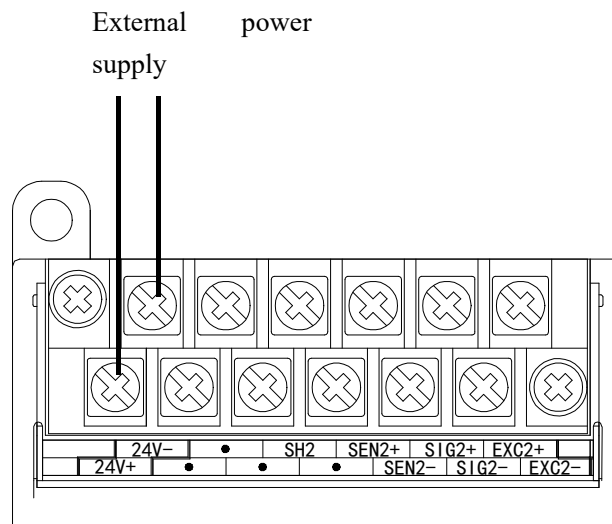 External power
supply
24V- ● SH2 SEN2+ SIG2+ EXC2+
24V+ ● ● ● SEN2- SIG2- EXC2-